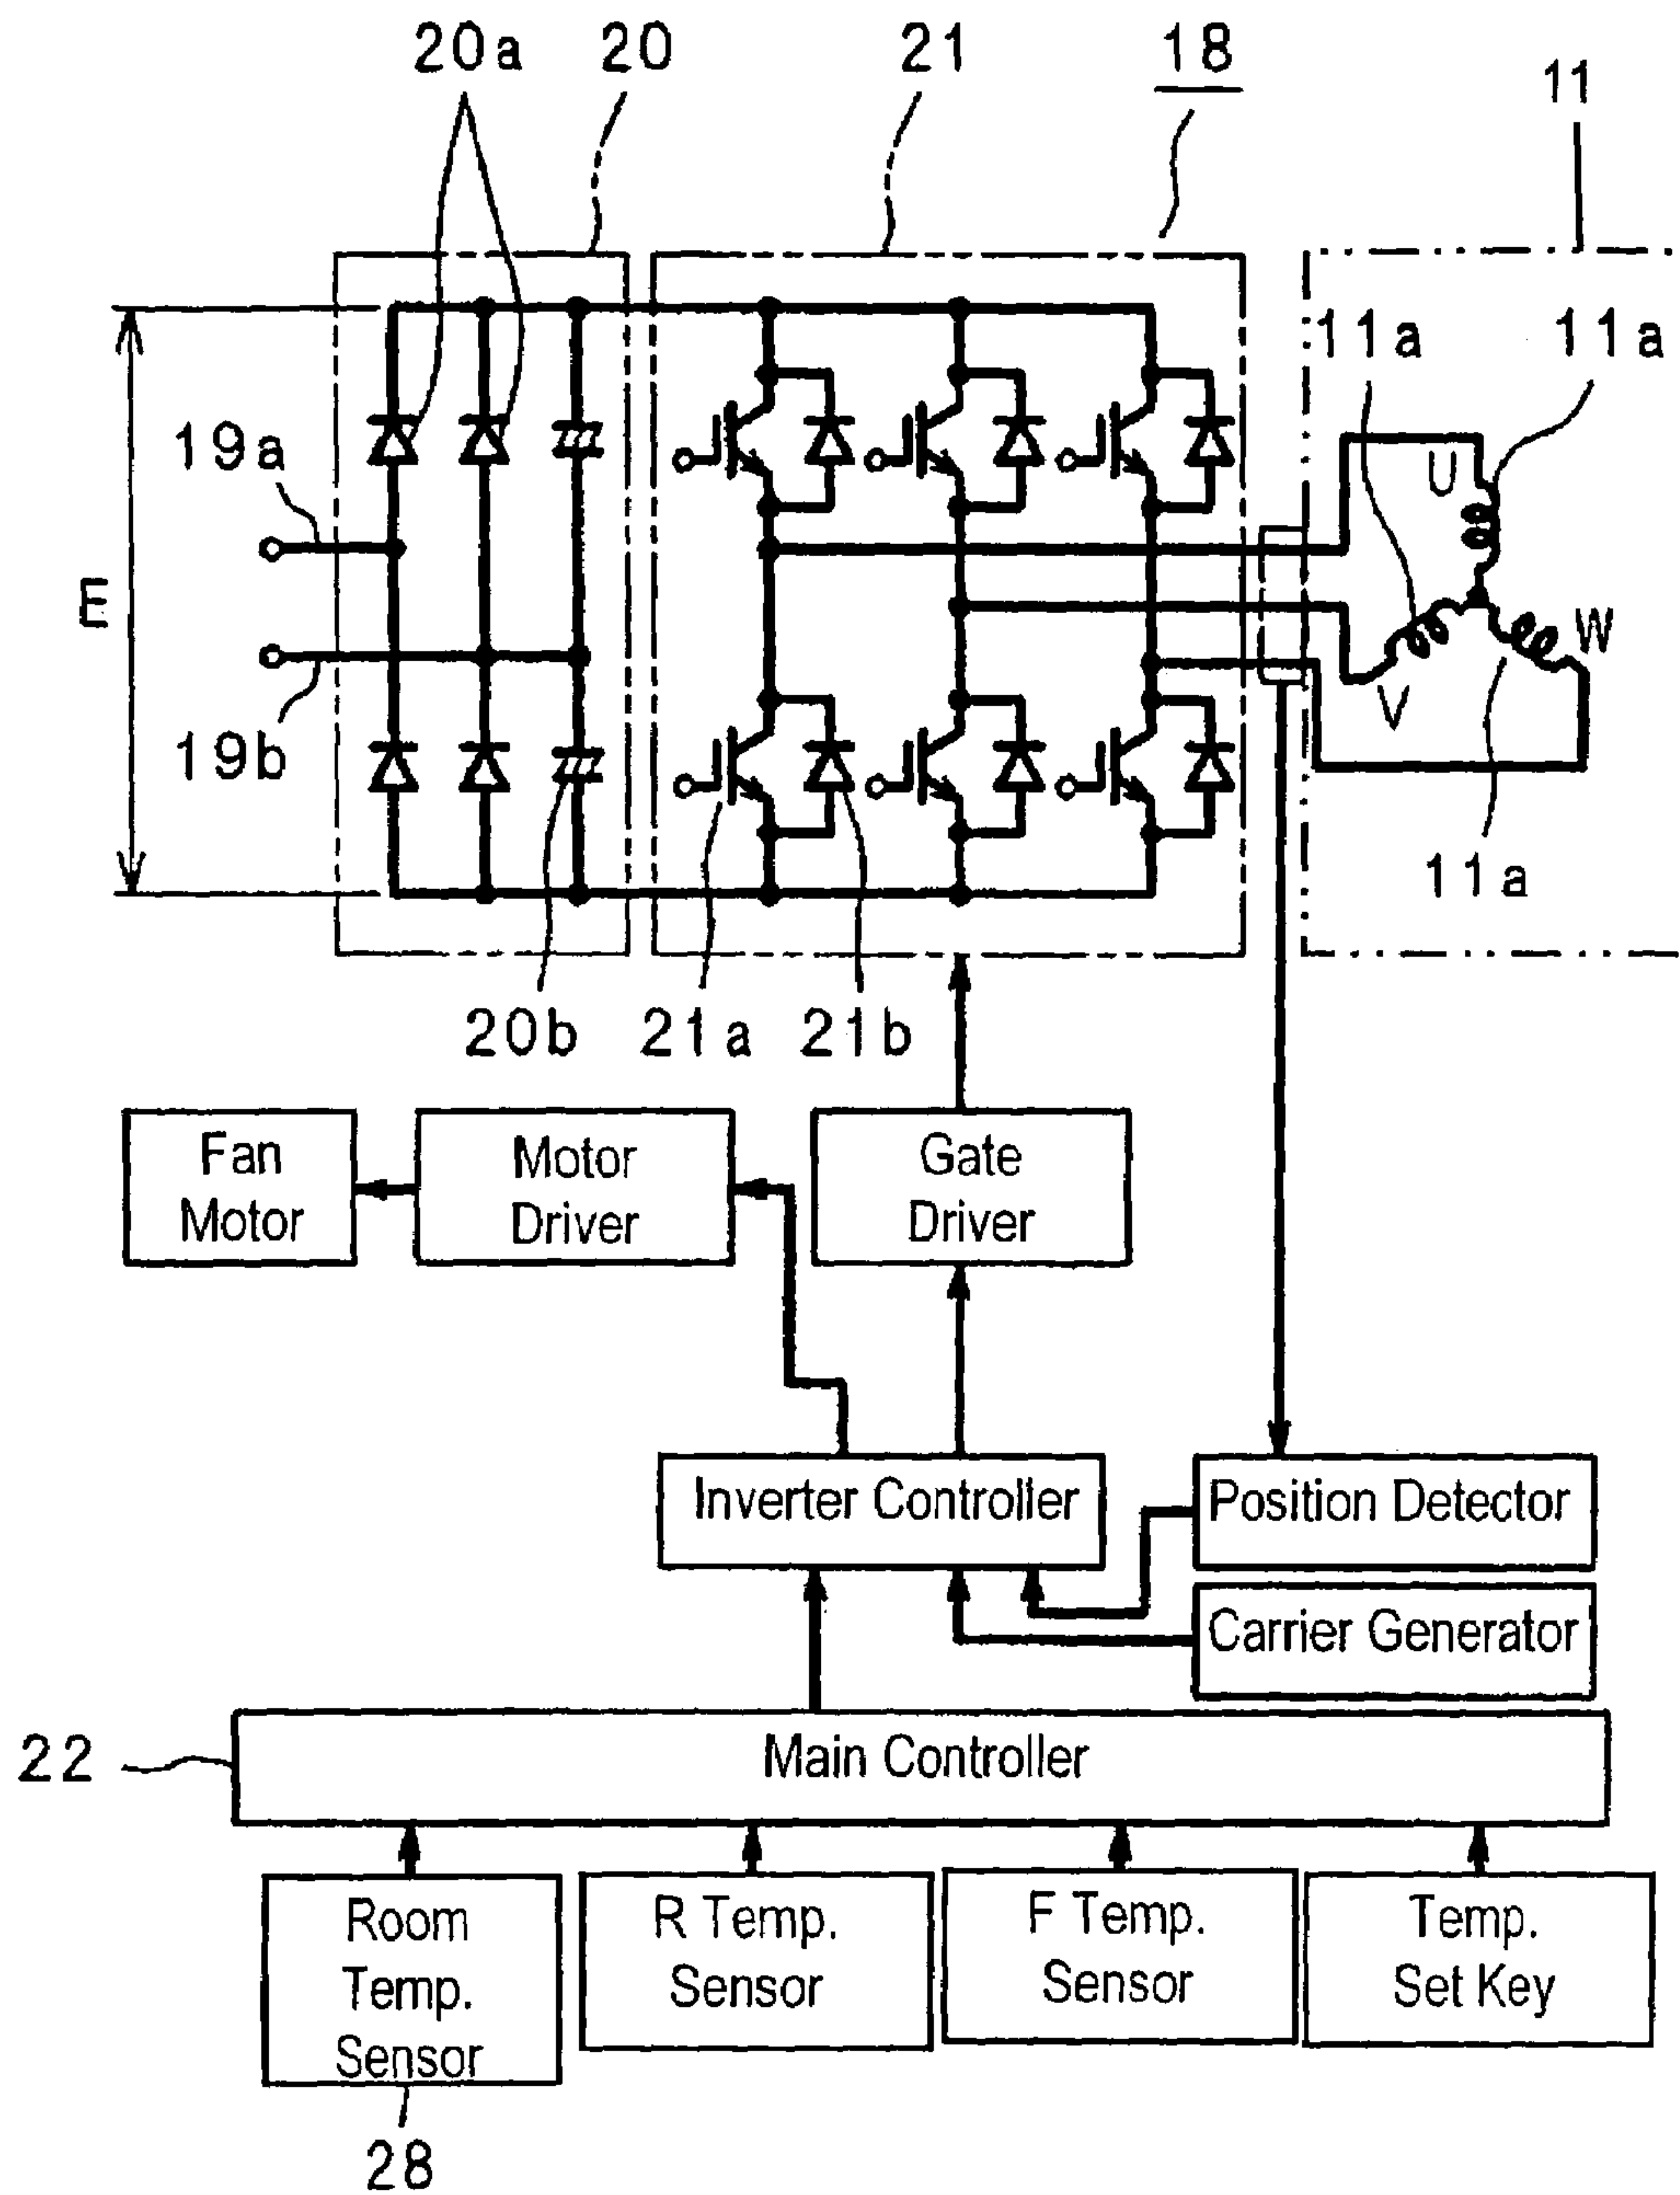 20a
20
21
18
11
11a
11a
U
19a
E
W
V
19b
11a
20b
21a
21b
Fan
Motor
Motor
Driver
Gate
Driver
Inverter Controller
Position Detector
Carrier Generator
22
Main Controller
Room
Temp.
Sensor
R Temp.
Sensor
F Temp.
Sensor
Temp.
Set Key
28